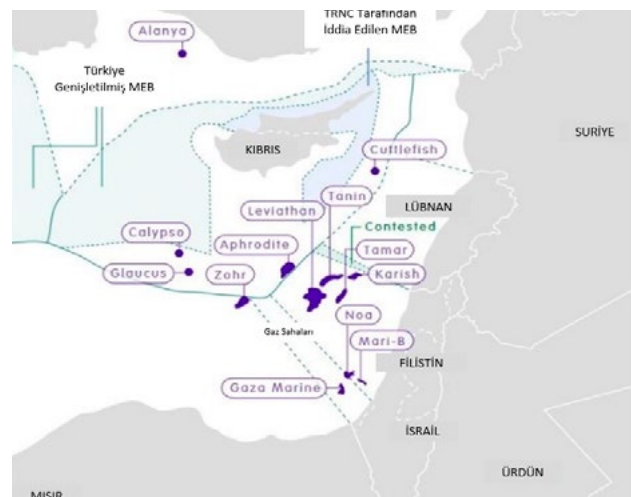 TRNC Tarafından
İddia Edilen MEB
Alanya
Türkiye
Genişletilmiş MEB
KIBRIS
SURİYE
Cuttlefish
Tanin
Leviathan
LÜBNAN
Contested
Calypso
Aphrodite
Tamar
Glaucus
Zohr
Karish
Gaz Sahaları
Noa
Mari-B
FİLİSTİN
Gaza Marine
İSRAİL
ÜRDÜN
MISIR